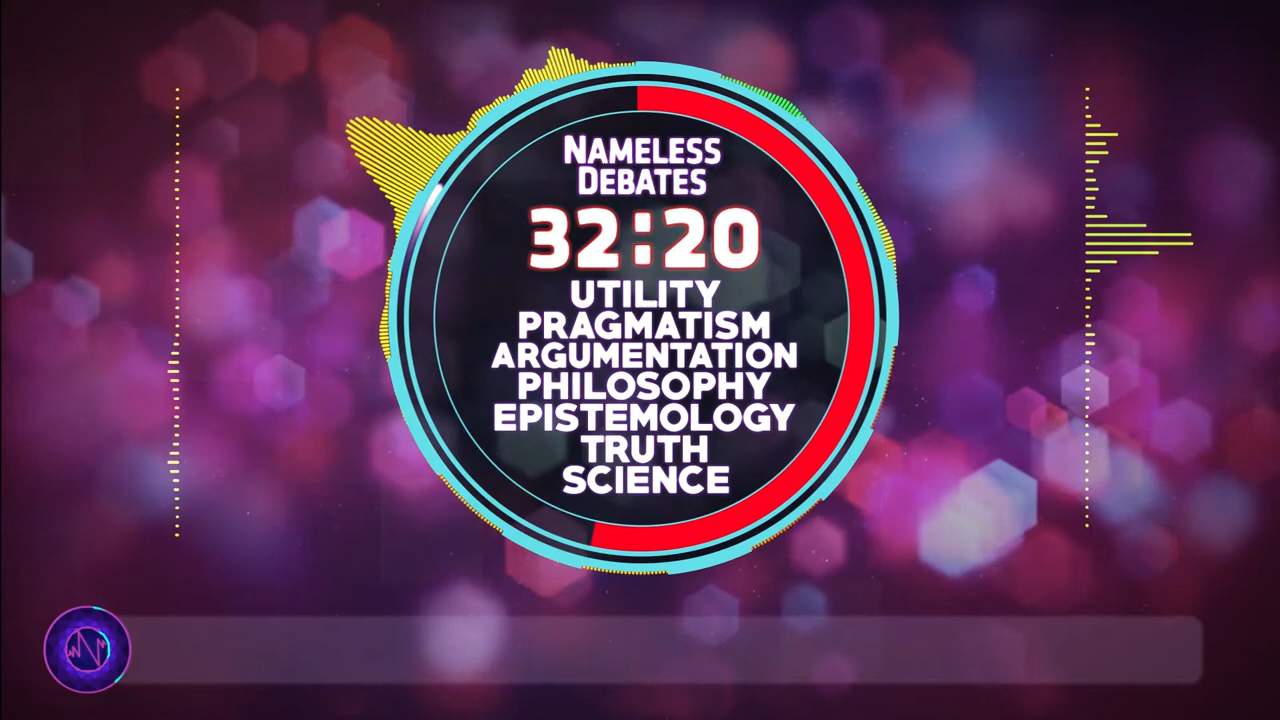 NAMELESS
DEBATES
32:20
UTILITY
PRAGMATISM
ARGUMENTATION
PHILOSOPHY
EPISTEMOLOGY
TRUTH
SCIENCE